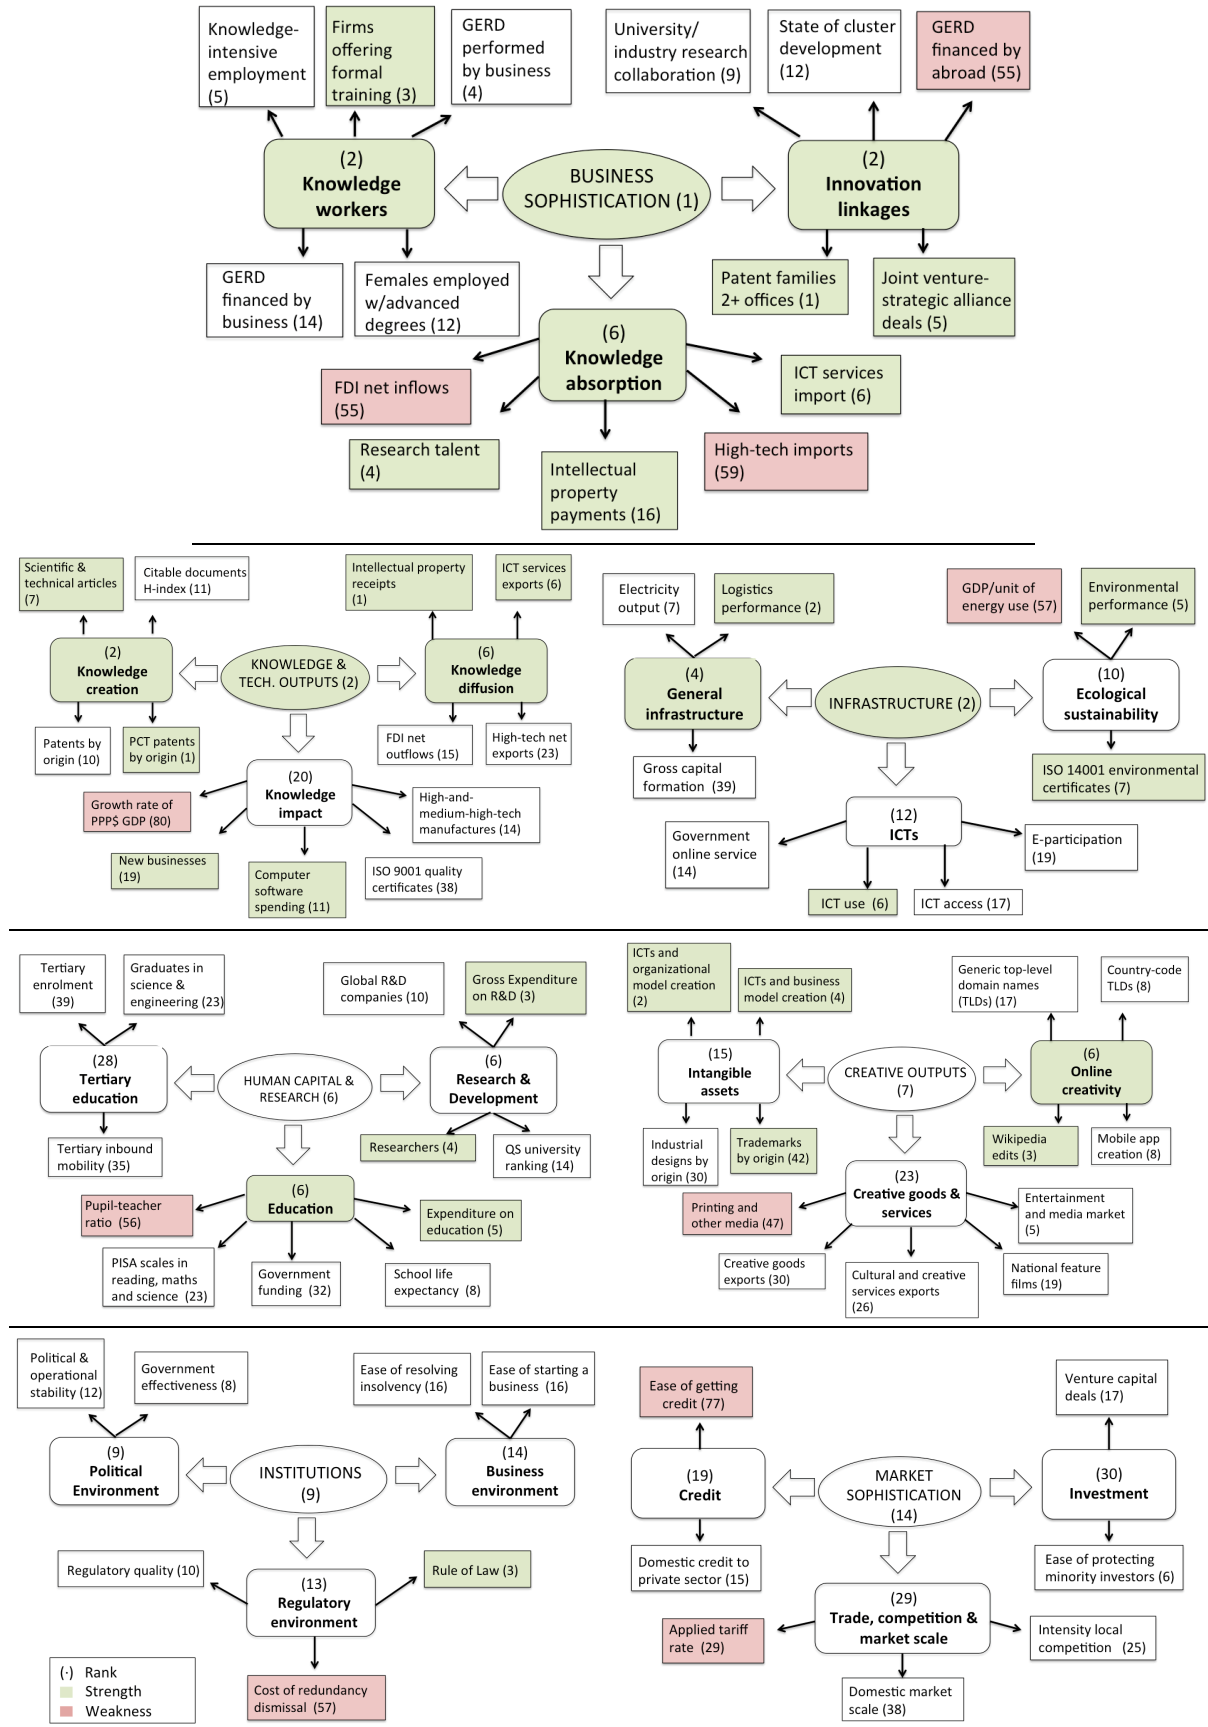 Knowledge-
intensive
employment
(5)
Firms
offering
formal
training (3)
GERD
performed
by business
(4)
University/
industry research
collaboration (9)
State of cluster
development
(12)
GERD
financed by
abroad (55)
(2)
Knowledge
workers
BUSINESS
SOPHISTICATION (1)
(2)
Innovation
linkages
GERD
financed by
business (14)
Females employed
w/advanced
degrees (12)
Patent families
2+ offices (1)
Joint venture-
strategic alliance
deals (5)
(6)
Knowledge
absorption
FDI net inflows
(55)
ICT services
import (6)
Research talent
(4)
Intellectual
property
payments (16)
High-tech imports
(59)
Scientific &
technical articles
(7)
Citable documents
H-index (11)
Intellectual property
receipts
(1)
ICT services
exports (6)
(2)
Knowledge
creation
KNOWLEDGE &
TECH. OUTPUTS (2)
(6)
Knowledge
diffusion
Patents by
origin (10)
PCT patents
by origin (1)
FDI net
outflows (15)
High-tech net
exports (23)
(20)
Knowledge
impact
Growth rate of
PPP$ GDP (80)
High-and-
medium-high-tech
manufactures (14)
New businesses
(19)
Computer
software
spending (11)
ISO 9001 quality
certificates (38)
Electricity
output (7)
Logistics
performance (2)
GDP/unit of
energy use (57)
Environmental
performance (5)
(4)
General
infrastructure
INFRASTRUCTURE (2)
(10)
Ecological
sustainability
Gross capital
formation (39)
ISO 14001 environmental
certificates (7)
(12)
ICTs
Government
online service
(14)
E-participation
(19)
ICT use (6)
ICT access (17)
Tertiary
enrolment
(39)
Graduates in
science &
engineering (23)
Global R&D
companies (10)
Gross Expenditure
on R&D (3)
(28)
Tertiary
education
HUMAN CAPITAL &
RESEARCH (6)
(6)
Research &
Development
Tertiary inbound
mobility (35)
Researchers (4)
QS university
ranking (14)
(6)
Education
Pupil-teacher
ratio (56)
Expenditure on
education (5)
PISA scales in
reading, maths
and science (23)
Government
funding (32)
School life
expectancy (8)
ICTs and
organizational
model creation
(2)
ICTs and business
model creation (4)
Generic top-level
domain names
(TLDs) (17)
Country-code
TLDs (8)
(15)
Intangible
assets
CREATIVE OUTPUTS
(7)
(6)
Online
creativity
Industrial
designs by
origin (30)
Trademarks
by origin (42)
Wikipedia
edits (3)
Mobile app
creation (8)
(23)
Creative goods &
services
Printing and
other media (47)
Entertainment
and media market
(5)
Creative goods
exports (30)
Cultural and creative
services exports
(26)
National feature
films (19)
Political &
operational
stability (12)
Government
effectiveness (8)
Ease of resolving
insolvency (16)
Ease of starting a
business (16)
(9)
Political
Environment
INSTITUTIONS
(9)
(14)
Business
environment
Regulatory quality (10)
(13)
Regulatory
environment
Rule of Law (3)
Cost of redundancy
dismissal (57)
Ease of getting
credit (77)
Venture capital
deals (17)
(19)
Credit
MARKET
SOPHISTICATION
(14)
(30)
Investment
Domestic credit to
private sector (15)
Ease of protecting
minority investors (6)
(29)
Trade, competition &
market scale
Applied tariff
rate (29)
Intensity local
competition (25)
Domestic market
scale (38)
(·) Rank
Strength
Weakness